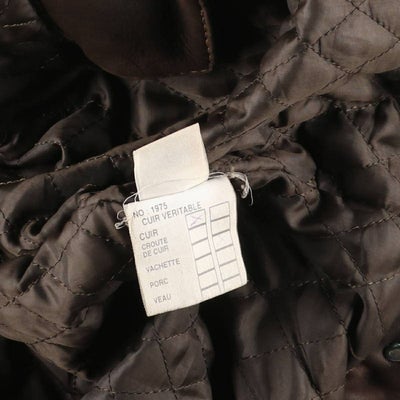 NO : 1975
CUIR VERITABLE
CUIR
CROUTE
DE CUIR
VACHETTE
PORC
VEAU